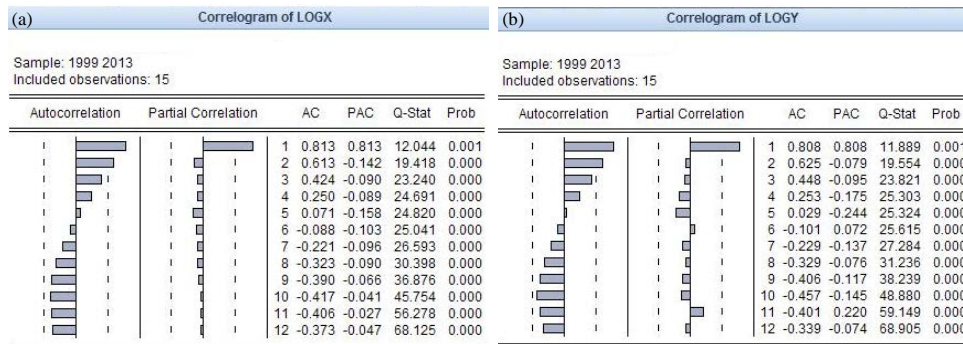 (a) Correlogram of LOGX
Sample: 1999 2013
Included observations: 15
Autocorrelation Partial Correlation AC PAC Q-Stat Prob
1 0.813 0.813 12.044 0.001
2 0.613 -0.142 19.418 0.000
3 0.424 -0.090 23.240 0.000
4 0.250 -0.089 24.691 0.000
5 0.071 -0.158 24.820 0.000
6 -0.088 -0.103 25.041 0.000
7 -0.221 -0.096 26.593 0.000
8 -0.323 -0.090 30.398 0.000
9 -0.390 -0.066 36.876 0.000
10 -0.417 -0.041 45.754 0.000
11 -0.406 -0.027 56.278 0.000
12 -0.373 -0.047 68.125 0.000
(b) Correlogram of LOGY
Sample: 1999 2013
Included observations: 15
Autocorrelation Partial Correlation AC PAC Q-Stat Prob
1 0.808 0.808 11.889 0.001
2 0.625 -0.079 19.554 0.000
3 0.448 -0.095 23.821 0.000
4 0.253 -0.175 25.303 0.000
5 0.029 -0.244 25.324 0.000
6 -0.101 0.072 25.615 0.000
7 -0.229 -0.137 27.284 0.000
8 -0.329 -0.076 31.236 0.000
9 -0.406 -0.117 38.239 0.000
10 -0.457 -0.145 48.880 0.000
11 -0.401 0.220 59.149 0.000
12 -0.339 -0.074 68.905 0.000